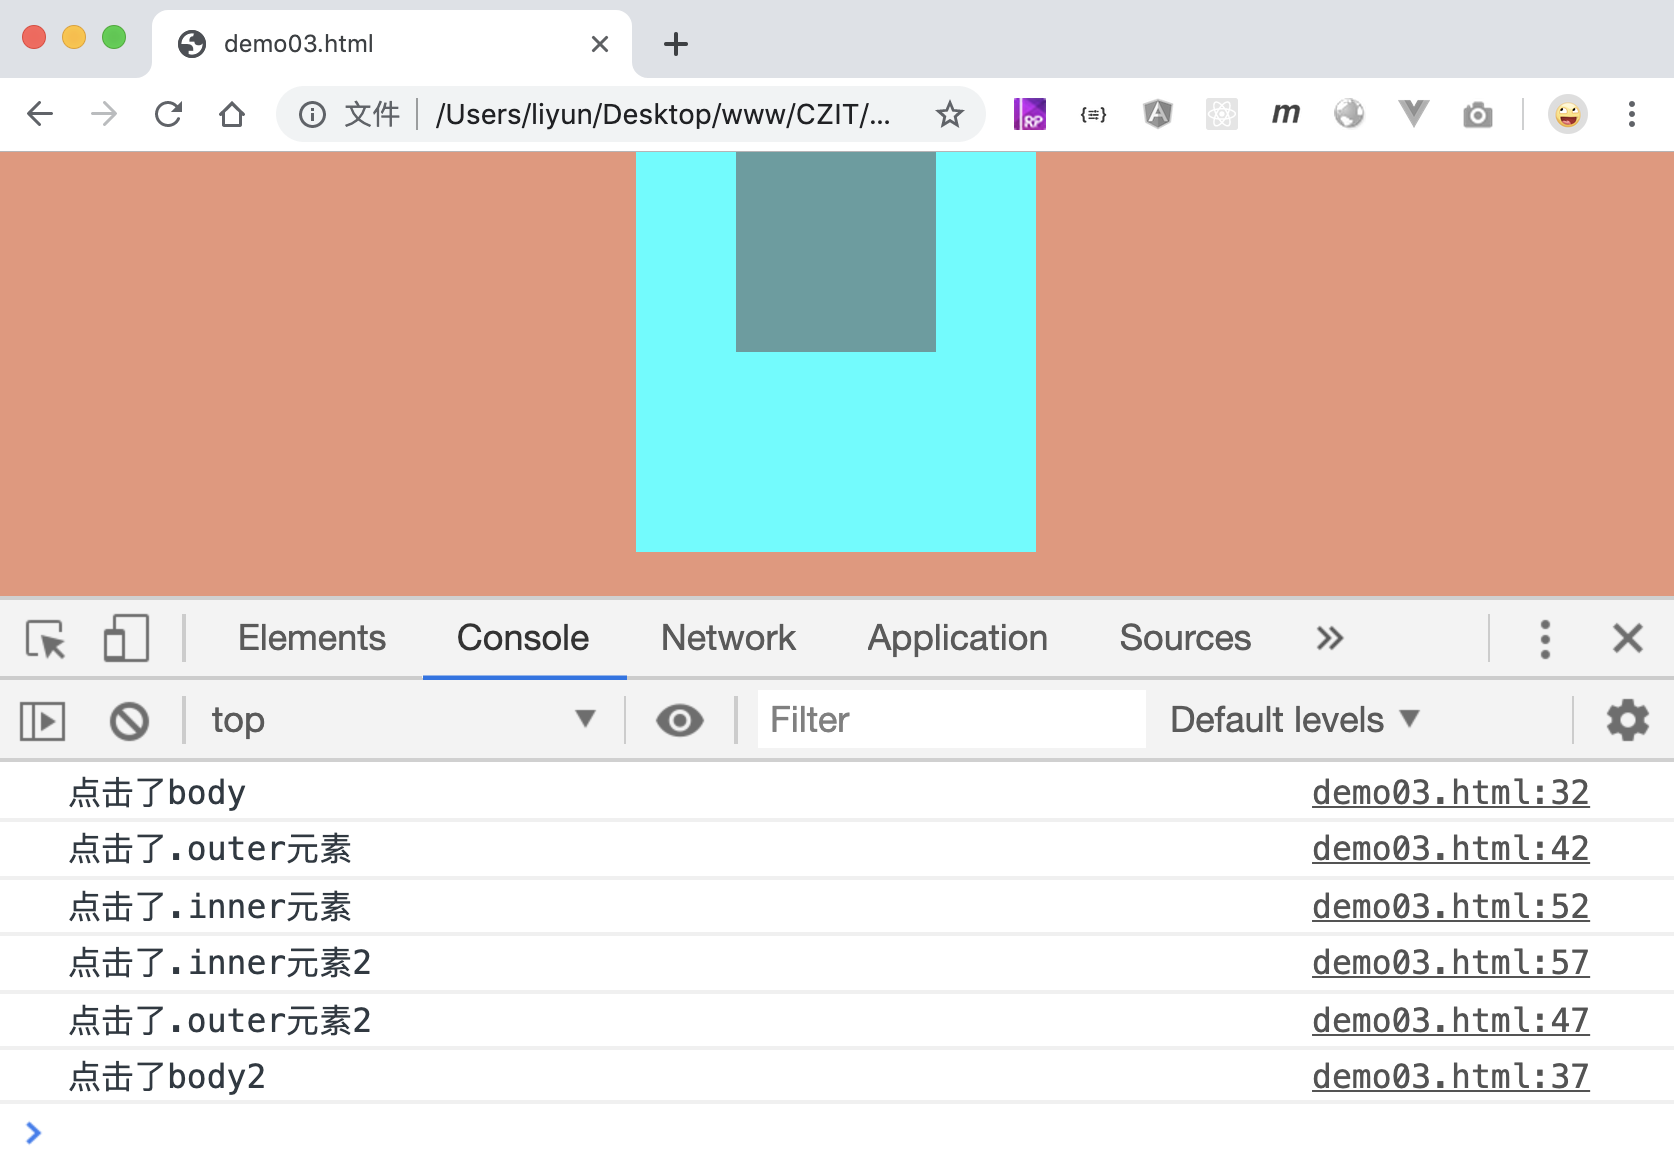 demo03.html
文件 /Users/liyun/Desktop/www/CZIT/...
RP {≡} A m
Elements Console Network Application Sources
top Filter Default levels
点击了body demo03.html:32
点击了.outer元素 demo03.html:42
点击了.inner元素 demo03.html:52
点击了.inner元素2 demo03.html:57
点击了.outer元素2 demo03.html:47
点击了body2 demo03.html:37